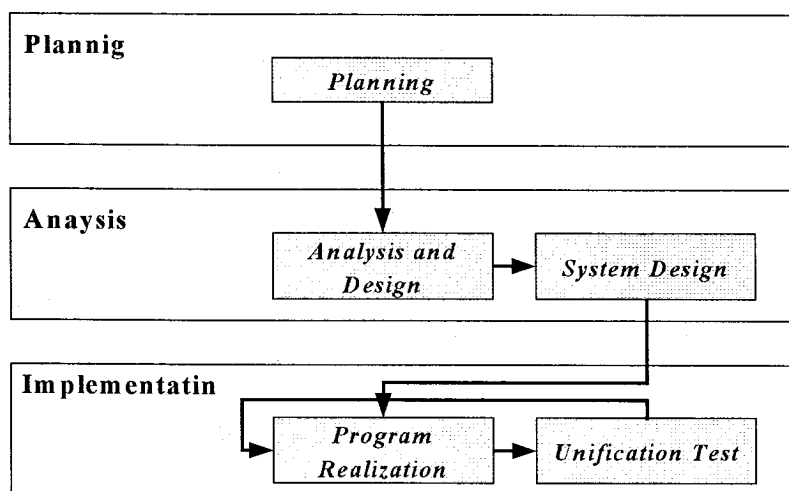 Plannig
Planning
Anaysis
Analysis and
Design
System Design
Implementatin
Program
Realization
Unification Test